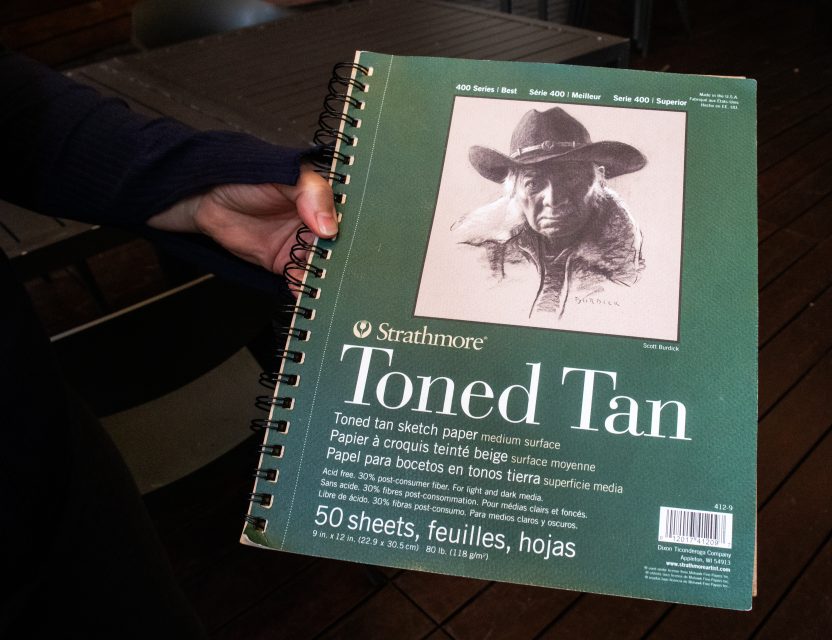 400 Series | Best   Série 400 | Meilleur   Serie 400 | Superior
Made in the U.S.A.
Fabriqué aux États-Unis
Hecho en EE. UU.
BURDICK
Scott Burdick
Strathmore®
Toned Tan
Toned tan sketch paper medium surface
Papier à croquis teinté beige surface moyenne
Papel para bocetos en tonos tierra superficie media
Acid free. 30% post-consumer fiber. For light and dark media.
Sans acide. 30% fibres post-consommation. Pour médias clairs et foncés.
Libre de ácido. 30% fibras post-consumo. Para medios claros y oscuros.
50 sheets, feuilles, hojas
9 in. x 12 in. (22.9 x 30.5 cm)   80 lb. (118 g/m²)
412-9
12017 41209
Dixon Ticonderoga Company
Appleton, WI 54913
www.strathmoreartist.com